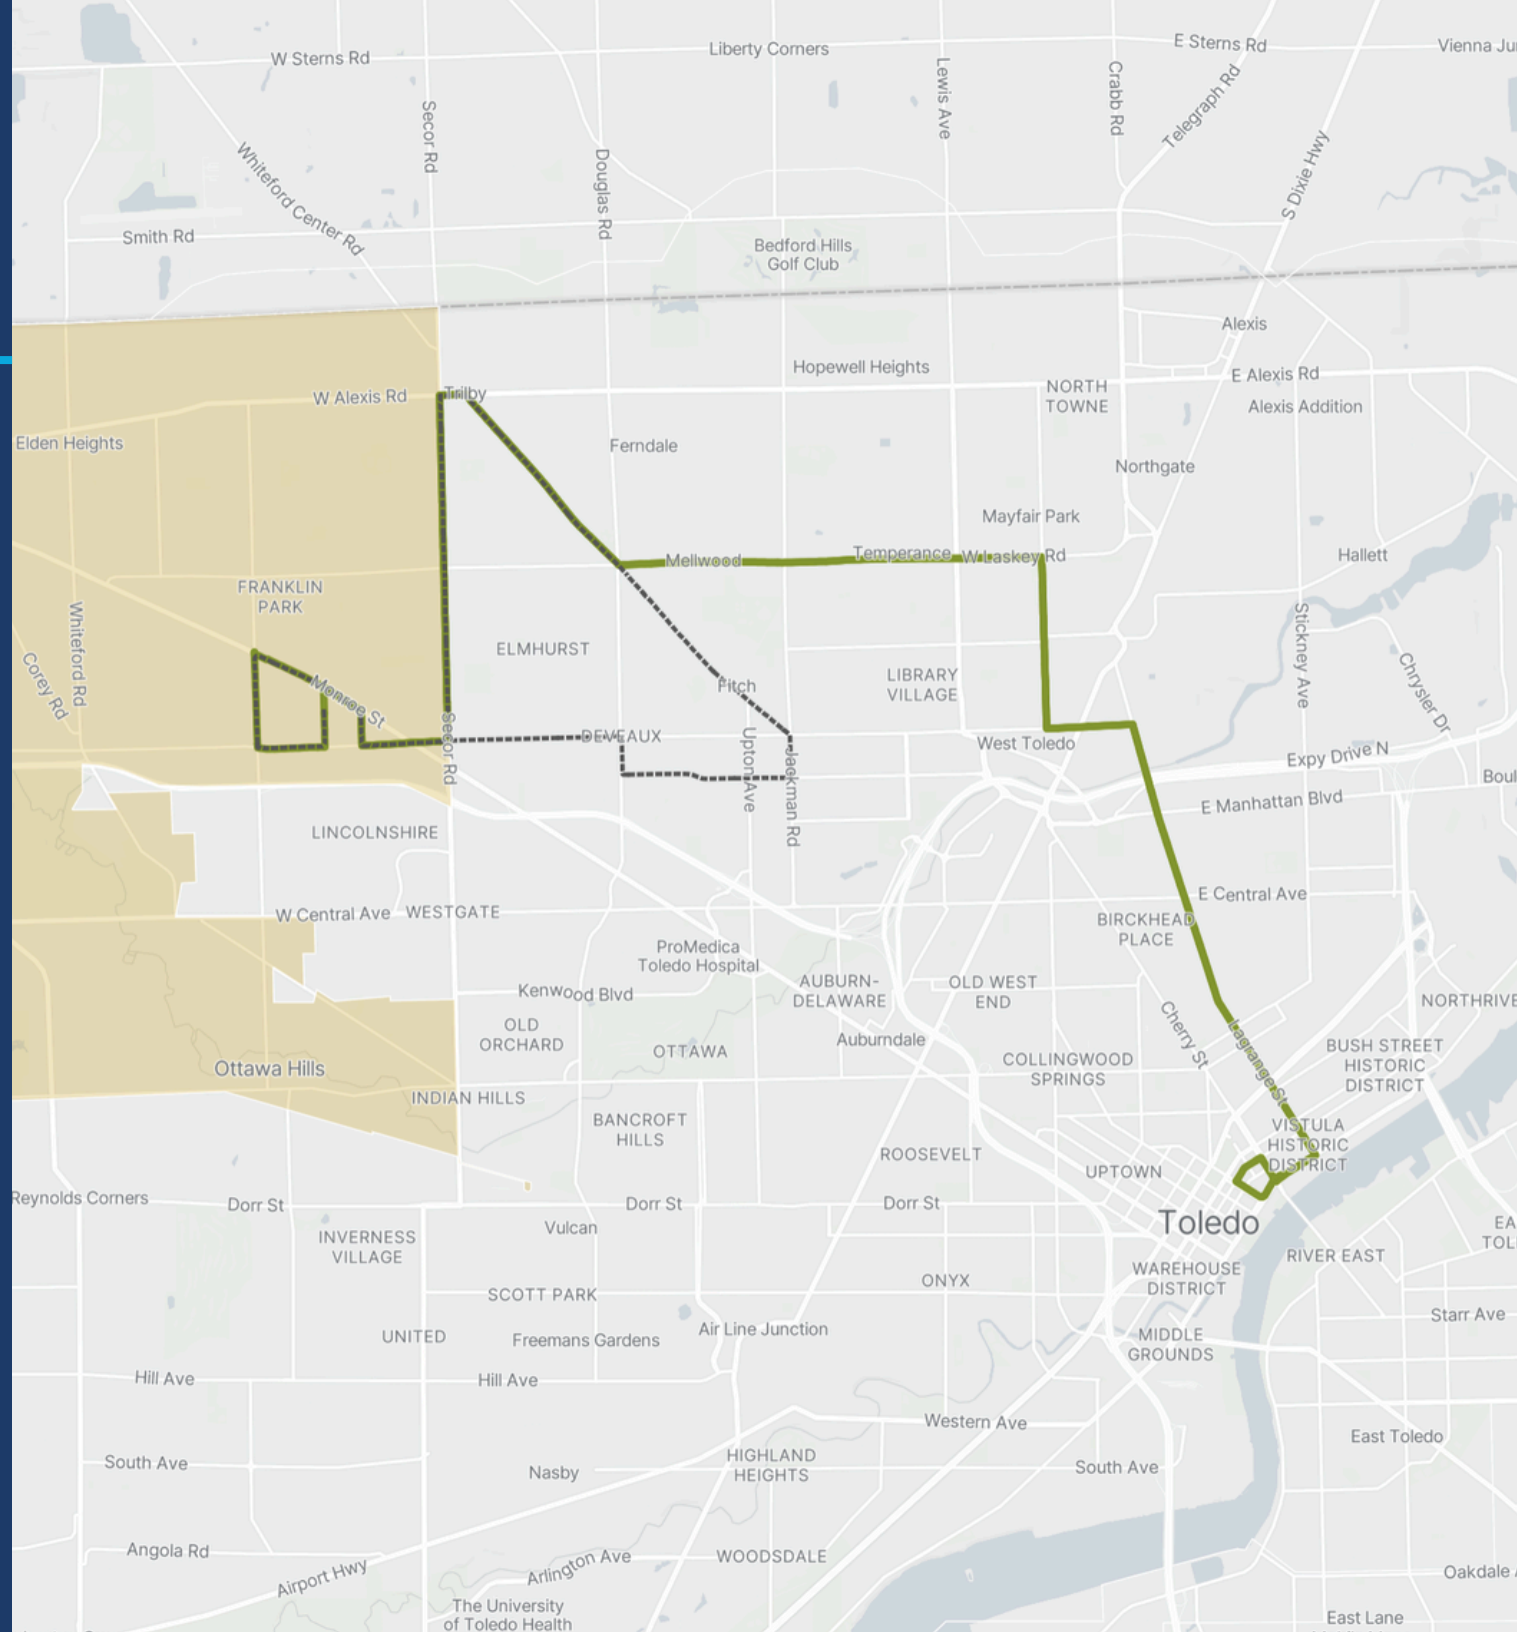 W Sterns Rd
Liberty Corners
E Sterns Rd
Secor Rd
Lewis Ave
Crabb Rd
Telegraph Rd
S Dixie Hwy
Whiteford Center Rd
Douglas Rd
Smith Rd
Bedford Hills
Golf Club
Alexis
Hopewell Heights
E Alexis Rd
W Alexis Rd
Trilby
NORTH
TOWNE
Alexis Addition
Elden Heights
Ferndale
Northgate
Mayfair Park
Mellwood
Temperance
W Laskey Rd
Hallett
FRANKLIN
PARK
Whiteford Rd
Corey Rd
ELMHURST
Stickney Ave
Chrysler Dr
Monroe St
Fitch
LIBRARY
VILLAGE
Secor Rd
DEVEAUX
Upton Ave
Jackman Rd
West Toledo
Expy Drive N
E Manhattan Blvd
LINCOLNSHIRE
W Central Ave
WESTGATE
E Central Ave
BIRCKHEAD
PLACE
ProMedica
Toledo Hospital
Kenwood Blvd
AUBURN-
DELAWARE
OLD WEST
END
OLD
ORCHARD
OTTAWA
Auburndale
Cherry St
Lagrange St
BUSH STREET
HISTORIC
DISTRICT
COLLINGWOOD
SPRINGS
Ottawa Hills
INDIAN HILLS
BANCROFT
HILLS
VISTULA
HISTORIC
DISTRICT
ROOSEVELT
UPTOWN
Reynolds Corners
Dorr St
Dorr St
Dorr St
Toledo
Vulcan
INVERNESS
VILLAGE
RIVER EAST
WAREHOUSE
DISTRICT
ONYX
SCOTT PARK
Starr Ave
UNITED
Freemans Gardens
Air Line Junction
MIDDLE
GROUNDS
Hill Ave
Hill Ave
Western Ave
East Toledo
South Ave
Nasby
HIGHLAND
HEIGHTS
South Ave
Angola Rd
Airport Hwy
Arlington Ave
WOODSDALE
Oakdale
The University
of Toledo Health
East Lane